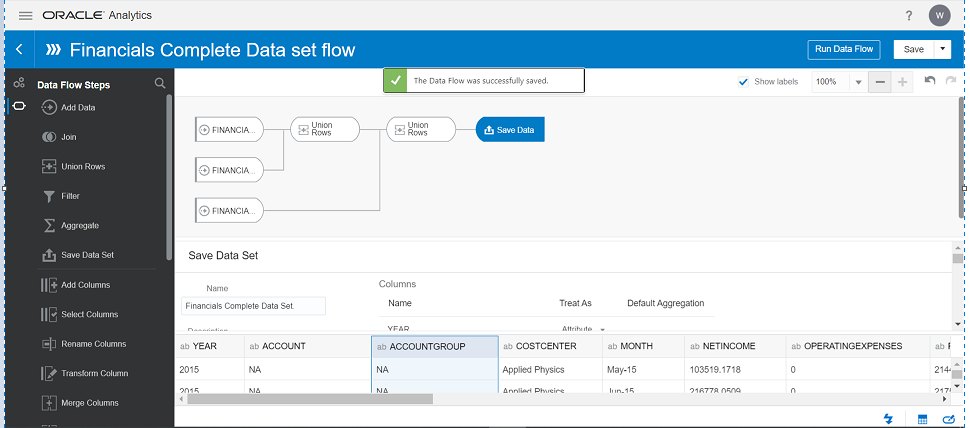 ORACLE Analytics
?
W
Financials Complete Data set flow
Run Data Flow
Save
Data Flow Steps
The Data Flow was successfully saved.
Show labels
100%
Add Data
Join
Union Rows
Filter
Aggregate
Save Data Set
Add Columns
Select Columns
Rename Columns
Transform Column
Merge Columns
FINANCIA...
Union
Rows
Union
Rows
Save Data
FINANCIA...
FINANCIA...
Save Data Set
Name
Financials Complete Data Set.
Description
Columns
Name Treat As Default Aggregation
YEAR Attribute
ab YEAR ab ACCOUNT ab ACCOUNTGROUP ab COSTCENTER ab MONTH ab NETINCOME ab OPERATINGEXPENSES ab
2015 NA NA Applied Physics May-15 103519.1718 0 214
2015 NA NA Applied Physics Jun-15 216778.0509 0 217